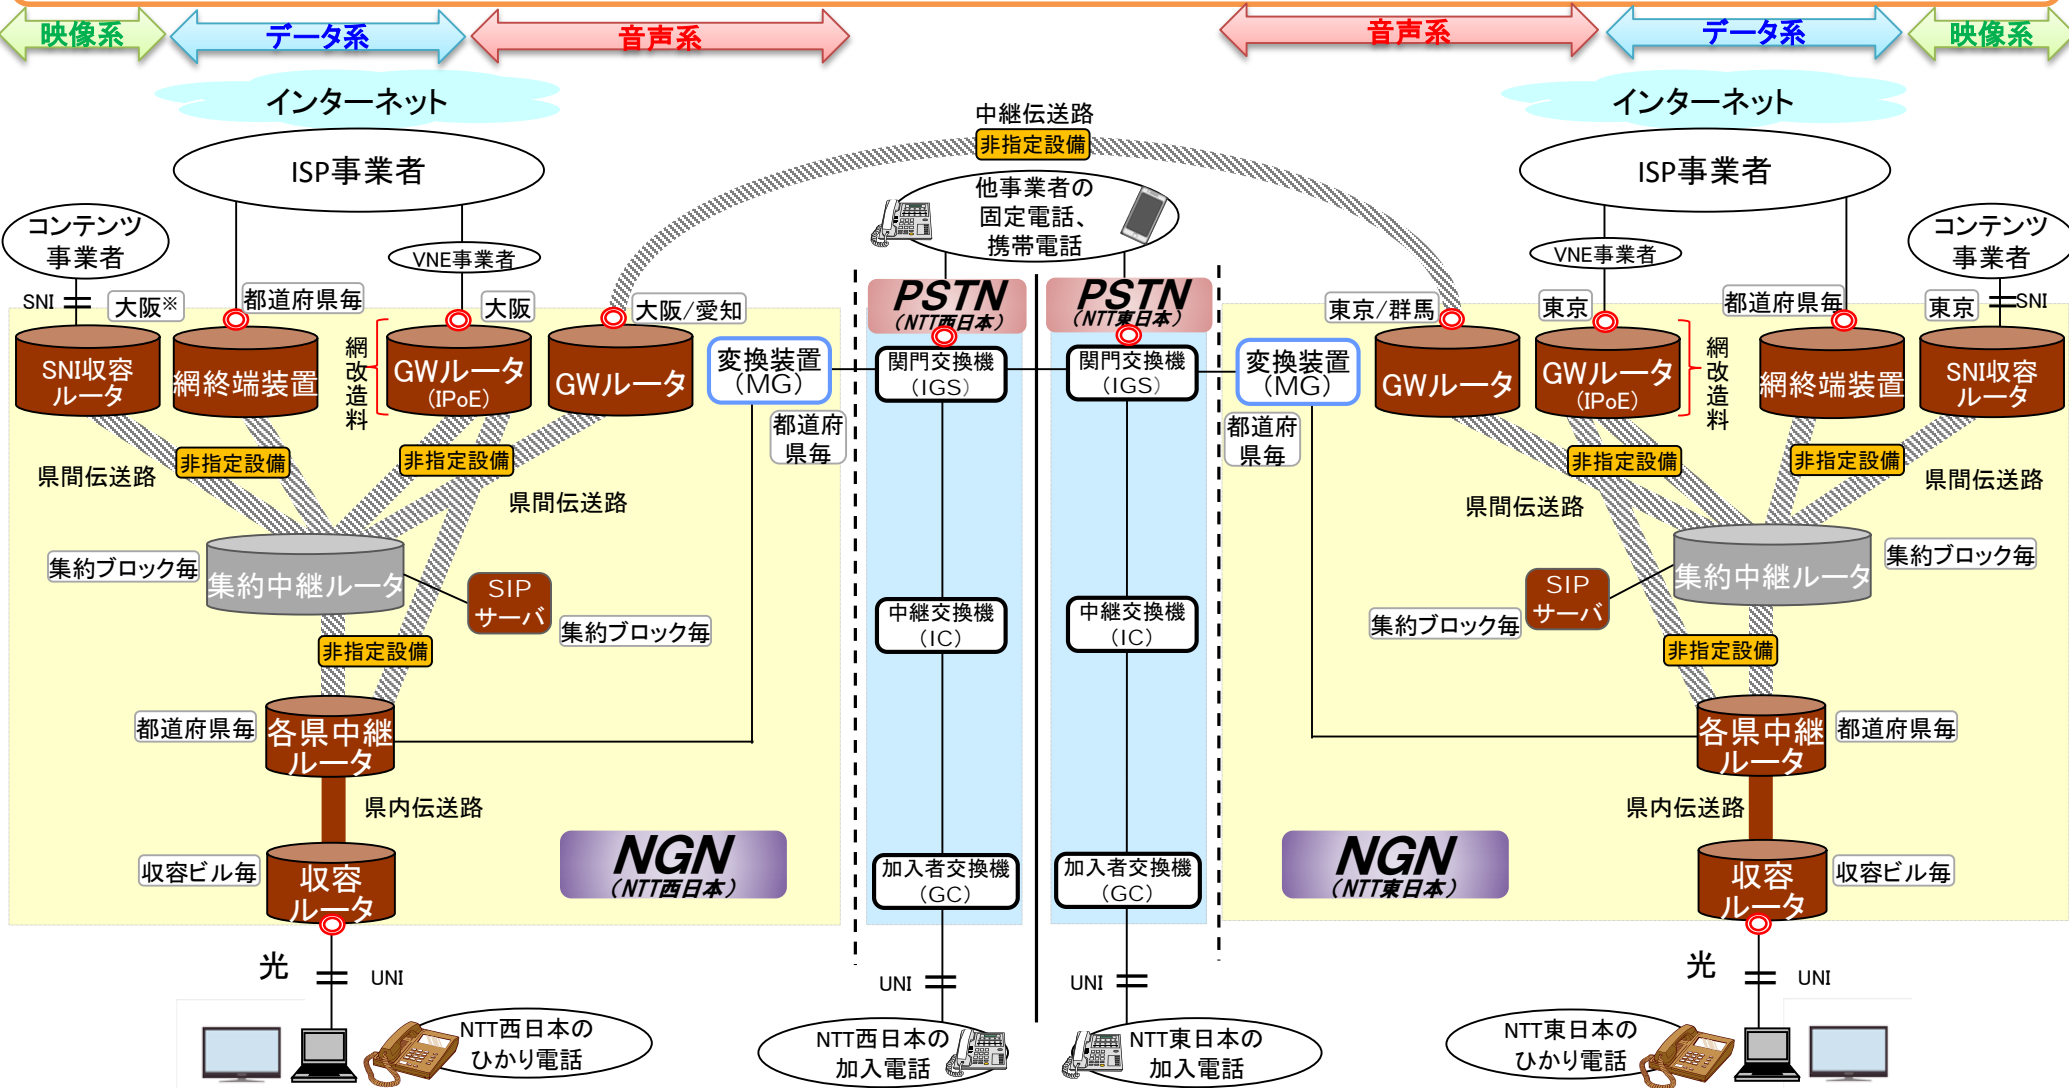 映像系
データ系
音声系
音声系
データ系
映像系
インターネット
ISP事業者
コンテンツ
事業者
VNE事業者
SNI
大阪※
都道府県毎
大阪
大阪/愛知
SNI収容
ルータ
網終端装置
網改造料
GWルータ
(IPoE)
GWルータ
変換装置
(MG)
都道府
県毎
非指定設備
非指定設備
県間伝送路
県間伝送路
集約ブロック毎
集約中継ルータ
SIP
サーバ
集約ブロック毎
非指定設備
都道府県毎
各県中継
ルータ
県内伝送路
収容ビル毎
収容
ルータ
NGN
(NTT西日本)
光
UNI
NTT西日本の
ひかり電話
中継伝送路
非指定設備
他事業者の
固定電話、
携帯電話
PSTN
(NTT西日本)
関門交換機
(IGS)
中継交換機
(IC)
加入者交換機
(GC)
UNI
NTT西日本の
加入電話
PSTN
(NTT東日本)
関門交換機
(IGS)
中継交換機
(IC)
加入者交換機
(GC)
UNI
NTT東日本の
加入電話
インターネット
ISP事業者
VNE事業者
コンテンツ
事業者
東京/群馬
東京
都道府県毎
東京
SNI
変換装置
(MG)
都道府
県毎
GWルータ
GWルータ
(IPoE)
網改造料
網終端装置
SNI収容
ルータ
非指定設備
非指定設備
県間伝送路
県間伝送路
集約中継ルータ
集約ブロック毎
SIP
サーバ
集約ブロック毎
非指定設備
各県中継
ルータ
都道府県毎
県内伝送路
収容
ルータ
収容ビル毎
NGN
(NTT東日本)
光
UNI
NTT東日本の
ひかり電話